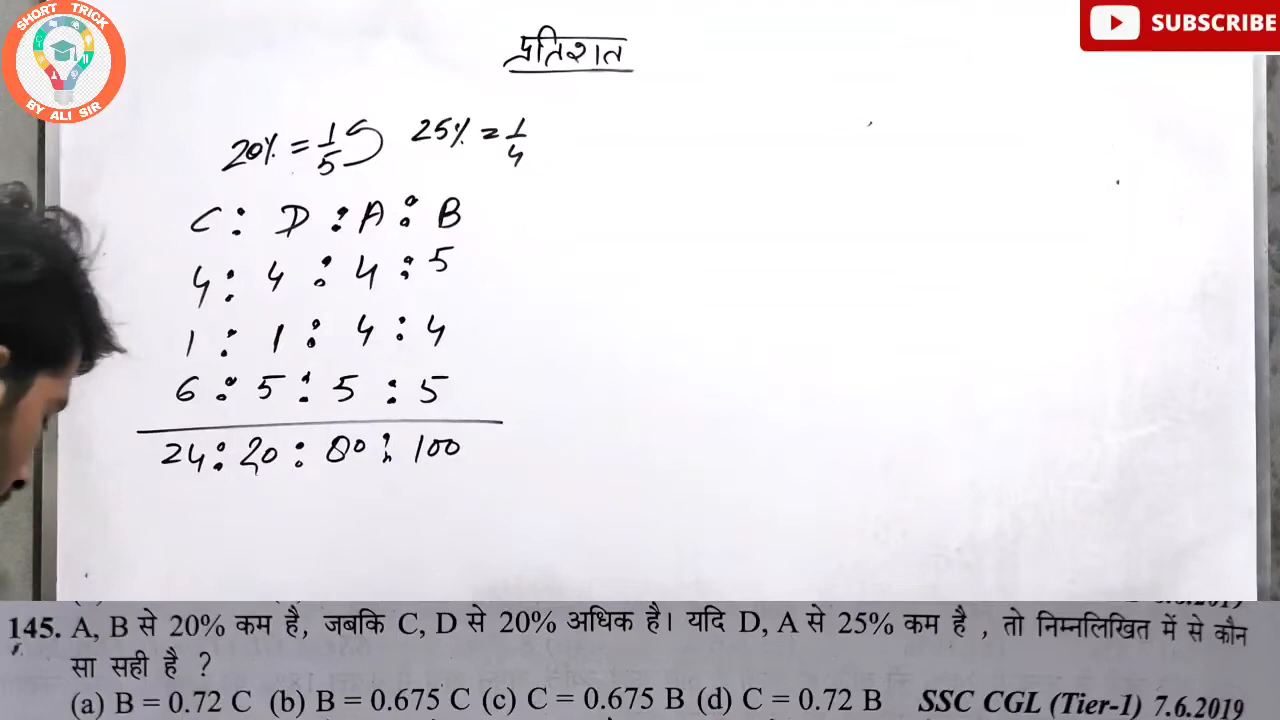 SHORT TRICK
BY ALI SIR
SUBSCRIBE
प्रतिशत
20% = 1/5 25% = 1/4
C : D : A : B
4 : 4 : 4 : 5
1 : 1 : 4 : 4
6 : 5 : 5 : 5
24 : 20 : 80 : 100
145. A, B से 20% कम है, जबकि C, D से 20% अधिक है। यदि D, A से 25% कम है , तो निम्नलिखित में से कौन
सा सही है ?
(a) B = 0.72 C (b) B = 0.675 C (c) C = 0.675 B (d) C = 0.72 B SSC CGL (Tier-1) 7.6.2019